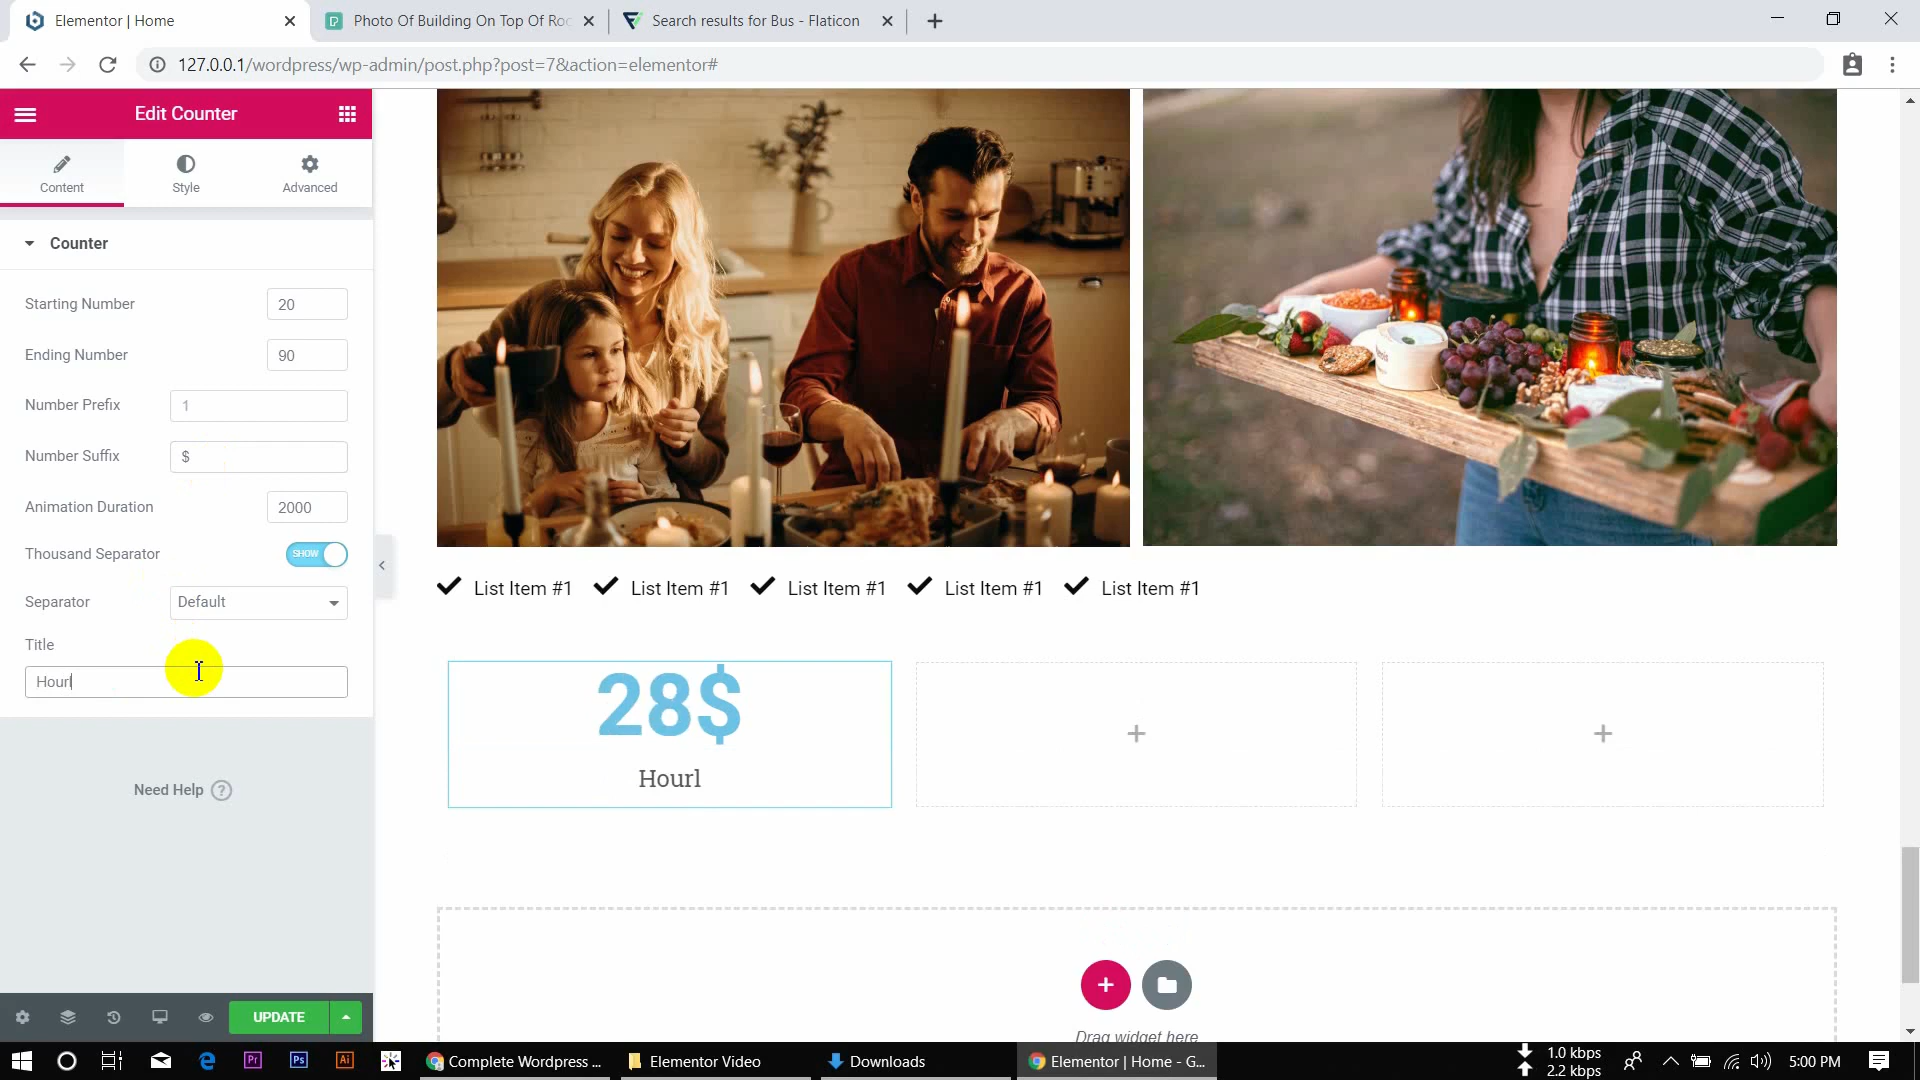 Elementor | Home
Photo Of Building On Top Of Roc
Search results for Bus - Flaticon
127.0.0.1/wordpress/wp-admin/post.php?post=7&action=elementor#
Edit Counter
Content
Style
Advanced
Counter
Starting Number
20
Ending Number
90
Number Prefix
1
Number Suffix
$
Animation Duration
2000
Thousand Separator
SHOW
Separator
Default
Title
Hourl
Need Help ?
List Item #1 List Item #1 List Item #1 List Item #1 List Item #1
28$
Hourl
Drag widget here
UPDATE
Pr
Ps
Ai
Complete Wordpress ...
Elementor Video
Downloads
Elementor | Home - G...
1.0 kbps
2.2 kbps
5:00 PM